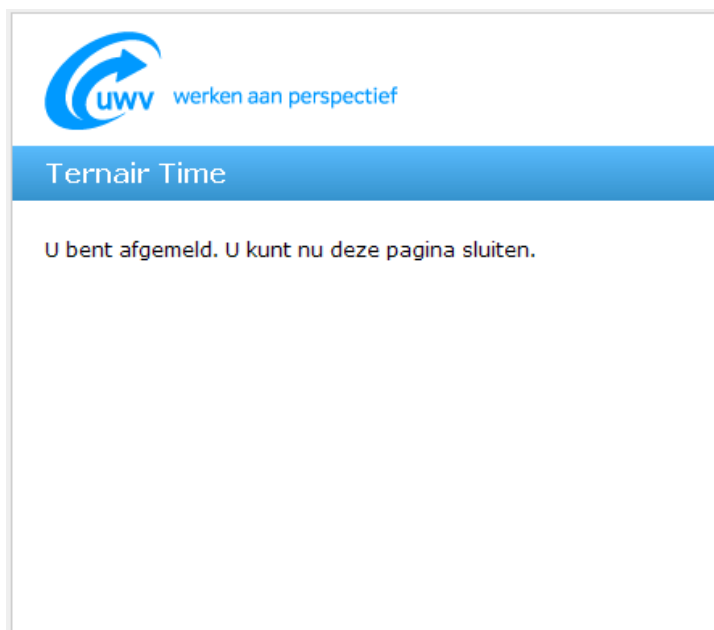 uwv werken aan perspectief
Ternair Time
U bent afgemeld. U kunt nu deze pagina sluiten.